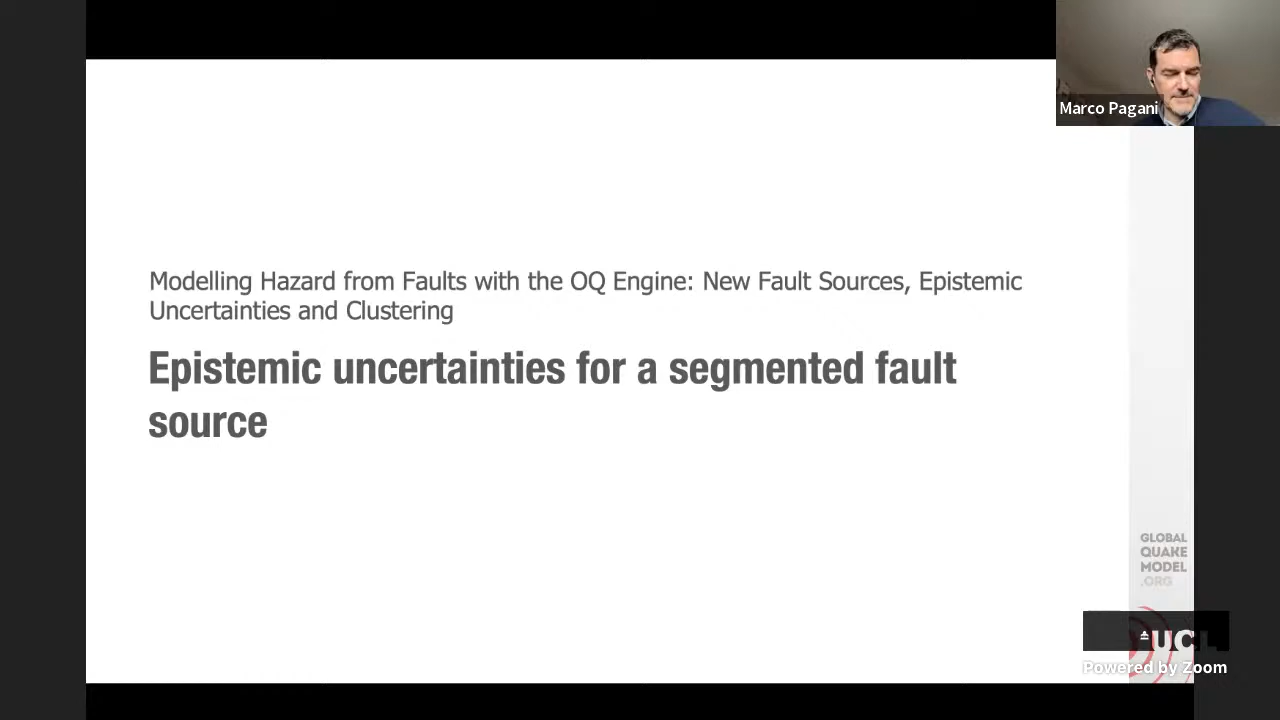 Marco Pagani
Modelling Hazard from Faults with the OQ Engine: New Fault Sources, Epistemic
Uncertainties and Clustering
Epistemic uncertainties for a segmented fault
source
GLOBAL
QUAKE
MODEL
.ORG
UCL
Powered by Zoom